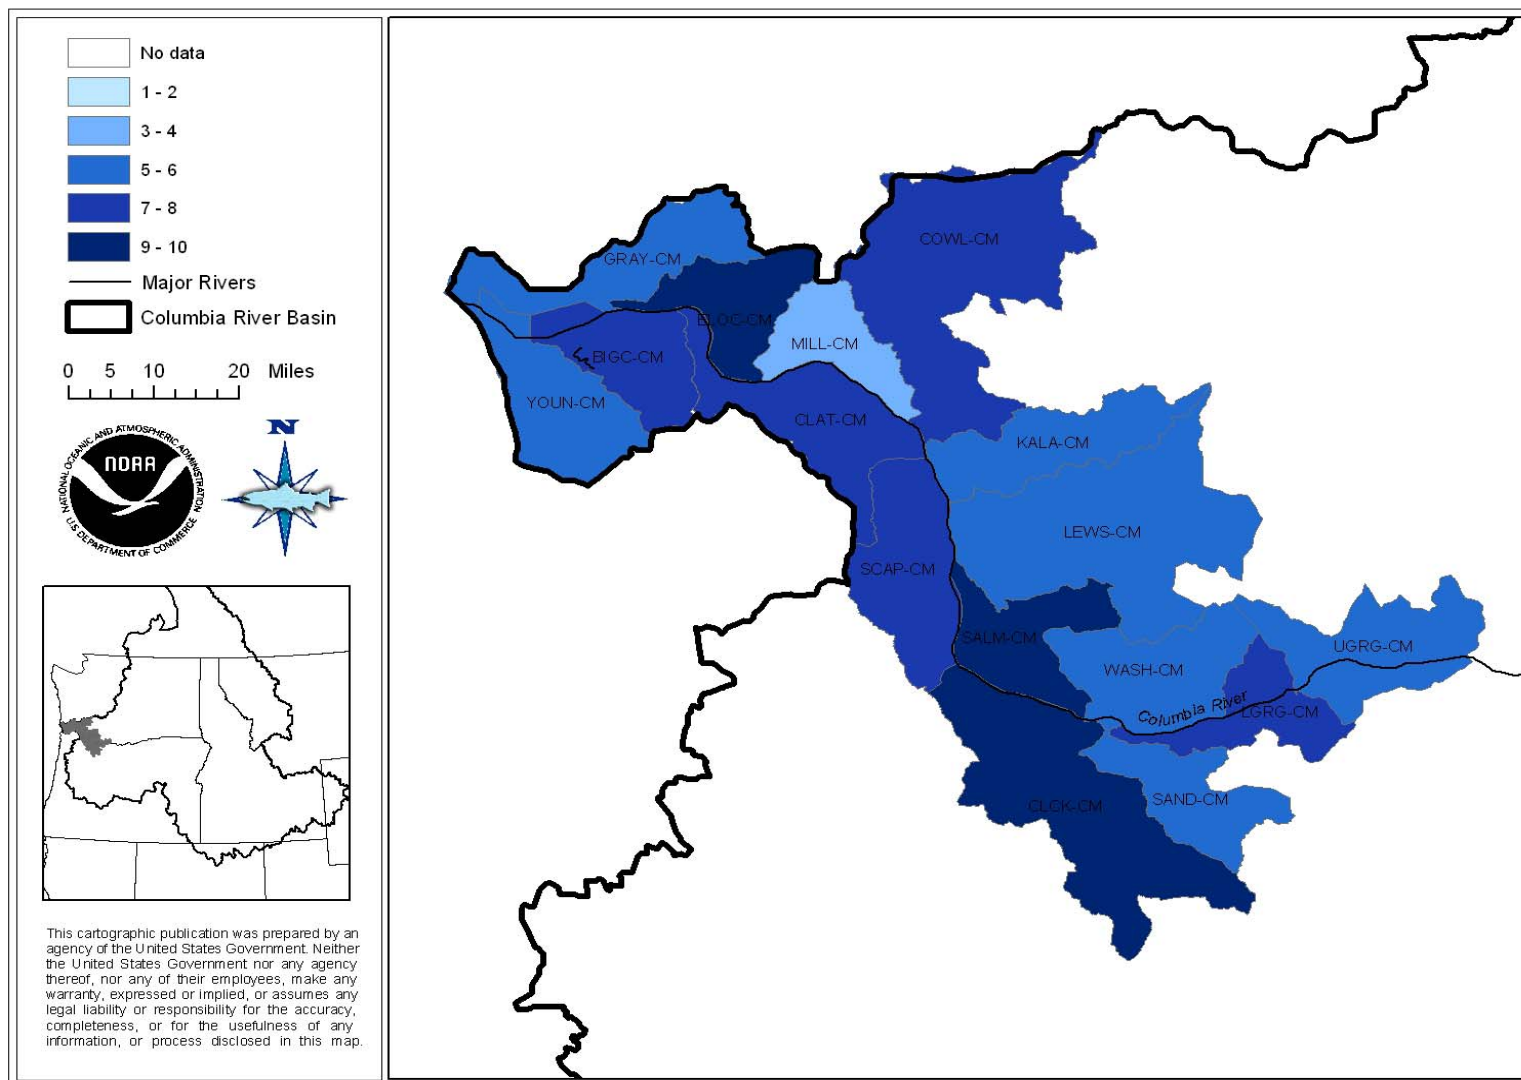 No data
1 - 2
3 - 4
5 - 6
7 - 8
9 - 10
Major Rivers
Columbia River Basin
0 5 10 20 Miles
NATIONAL OCEANIC AND ATMOSPHERIC ADMINISTRATION
NOAA
U.S. DEPARTMENT OF COMMERCE
N
This cartographic publication was prepared by an
agency of the United States Government. Neither
the United States Government nor any agency
thereof, nor any of their employees, make any
warranty, expressed or implied, or assumes any
legal liability or responsibility for the accuracy,
completeness, or for the usefulness of any
information, or process disclosed in this map.
COWL-CM
GRAY-CM
ELOC-CM
MILL-CM
BIGC-CM
YOUN-CM
CLAT-CM
KALA-CM
LEWS-CM
SCAP-CM
SALM-CM
UGRG-CM
WASH-CM
Columbia River
LGRG-CM
SAND-CM
CLCK-CM